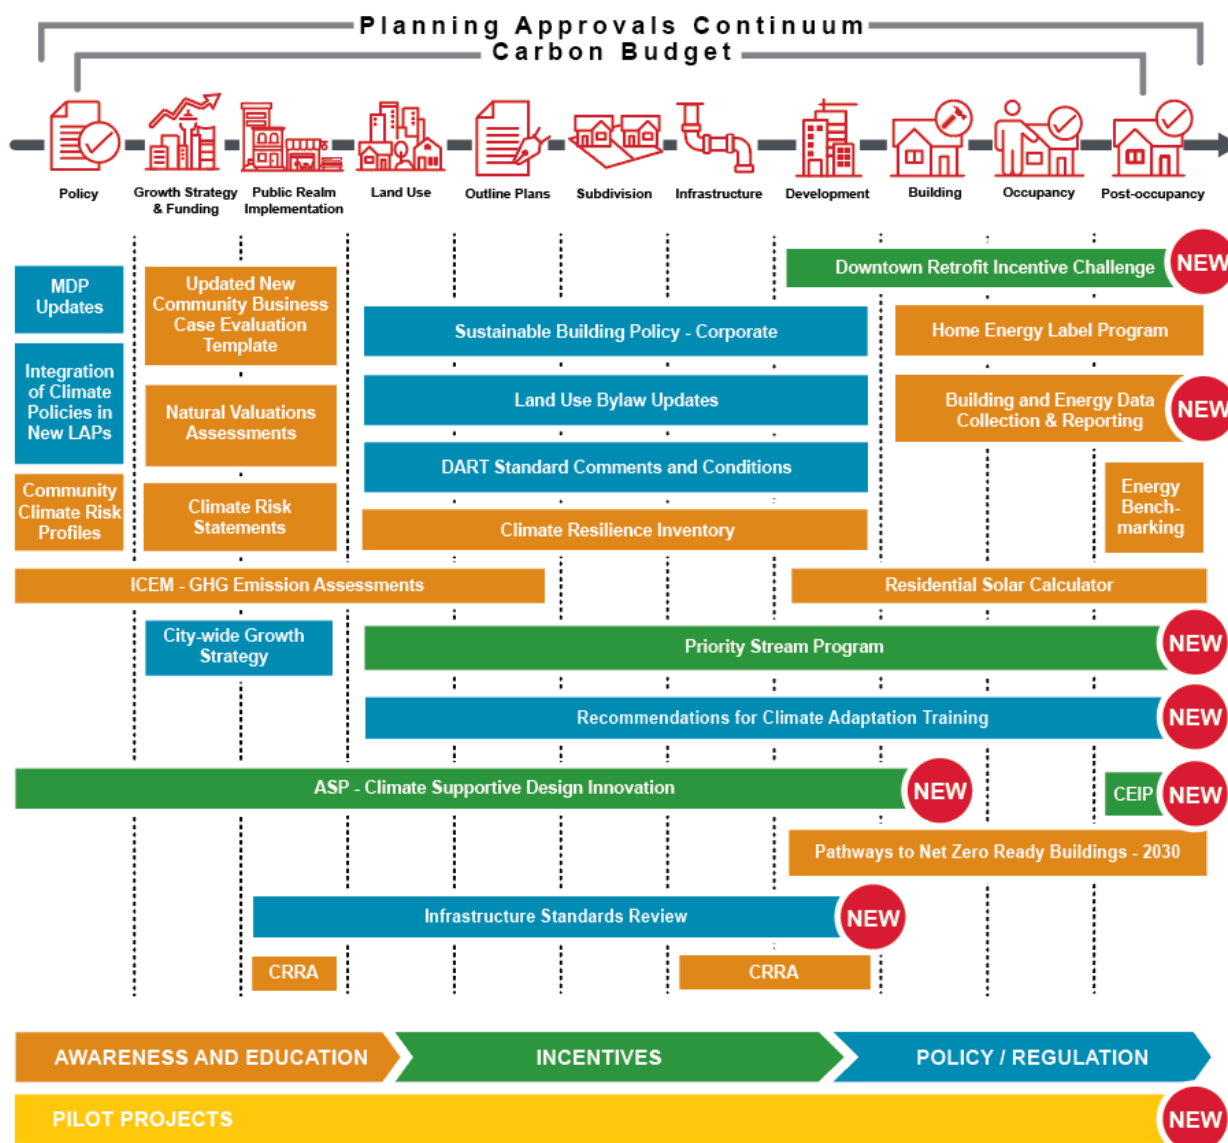 Planning Approvals Continuum
Carbon Budget
Policy
Growth Strategy
& Funding
Public Realm
Implementation
Land Use
Outline Plans
Subdivision
Infrastructure
Development
Building
Occupancy
Post-occupancy
Downtown Retrofit Incentive Challenge
NEW
MDP
Updates
Updated New
Community Business
Case Evaluation
Template
Sustainable Building Policy - Corporate
Home Energy Label Program
Integration
of Climate
Policies in
New LAPs
Natural Valuations
Assessments
Land Use Bylaw Updates
Building and Energy Data
Collection & Reporting
NEW
DART Standard Comments and Conditions
Community
Climate Risk
Profiles
Climate Risk
Statements
Climate Resilience Inventory
Energy
Bench-
marking
ICEM - GHG Emission Assessments
Residential Solar Calculator
City-wide Growth
Strategy
Priority Stream Program
NEW
Recommendations for Climate Adaptation Training
NEW
ASP - Climate Supportive Design Innovation
NEW
CEIP
NEW
Pathways to Net Zero Ready Buildings - 2030
Infrastructure Standards Review
NEW
CRRA
CRRA
AWARENESS AND EDUCATION
INCENTIVES
POLICY / REGULATION
PILOT PROJECTS
NEW